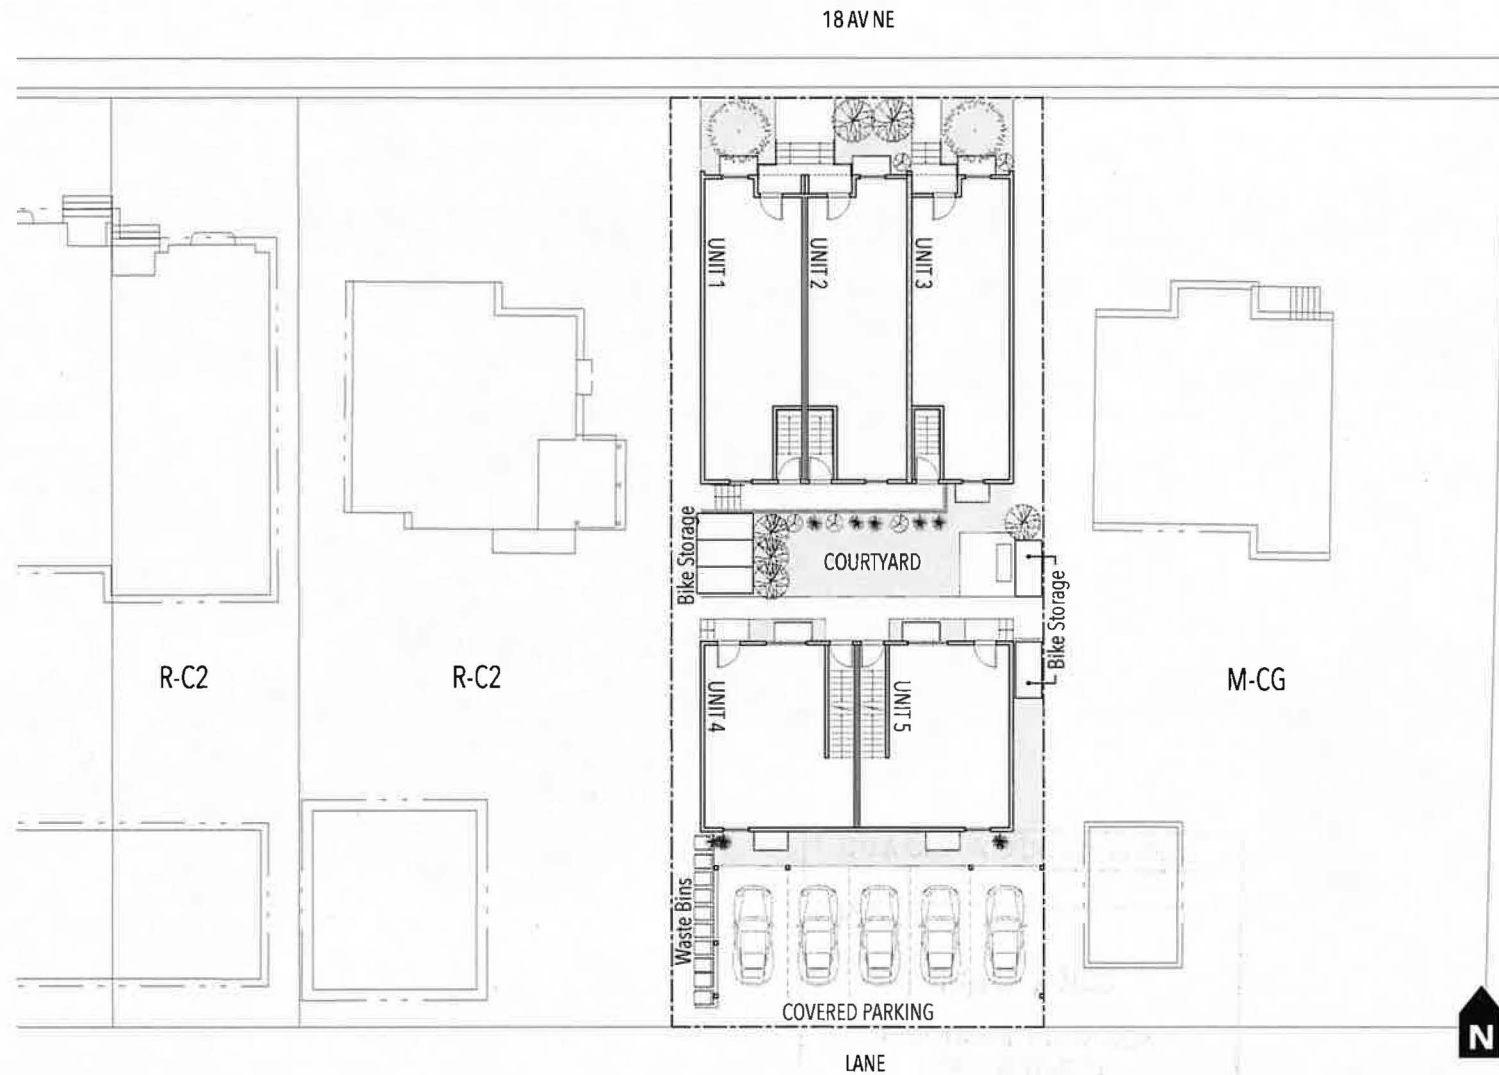 18 AV NE
UNIT 1
UNIT 2
UNIT 3
Bike Storage
COURTYARD
Bike Storage
R-C2
R-C2
UNIT 4
UNIT 5
M-CG
Waste Bins
COVERED PARKING
LANE
N